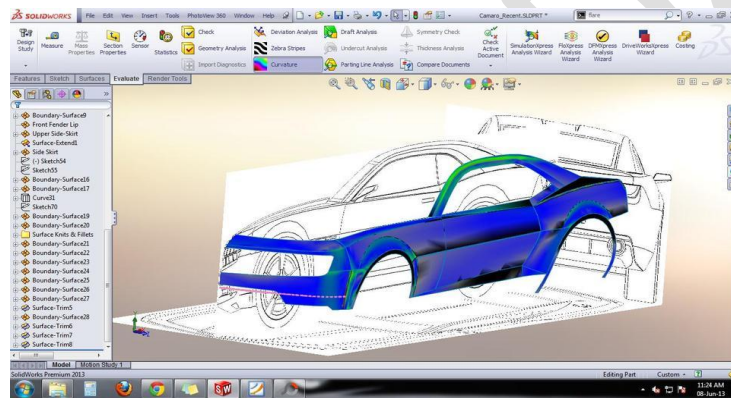 SOLIDWORKS File Edit View Insert Tools PhotoView 360 Window Help Camaro_Recent.SLDPRT * flare
Design Study
Measure
Mass Properties
Section Properties
Sensor
Statistics
Check
Geometry Analysis
Import Diagnostics
Deviation Analysis
Zebra Stripes
Curvature
Draft Analysis
Undercut Analysis
Parting Line Analysis
Symmetry Check
Thickness Analysis
Compare Documents
Check Active Document
SimulationXpress Analysis Wizard
FloXpress Analysis Wizard
DFMXpress Analysis Wizard
DriveWorksXpress Wizard
Costing
Features Sketch Surfaces Evaluate Render Tools
Boundary-Surface9
Front Fender Lip
Upper Side-Skirt
Surface-Extend1
Side Skirt
(-) Sketch54
Sketch55
Boundary-Surface16
Boundary-Surface17
Curve31
Sketch70
Boundary-Surface19
Boundary-Surface20
Surface Knits & Fillets
Boundary-Surface21
Boundary-Surface22
Boundary-Surface23
Boundary-Surface24
Boundary-Surface25
Boundary-Surface26
Boundary-Surface27
Surface-Trim5
Boundary-Surface28
Surface-Trim6
Surface-Trim7
Surface-Trim8
Model Motion Study 1
SolidWorks Premium 2013 Editing Part Custom
11:24 AM
08-Jun-13